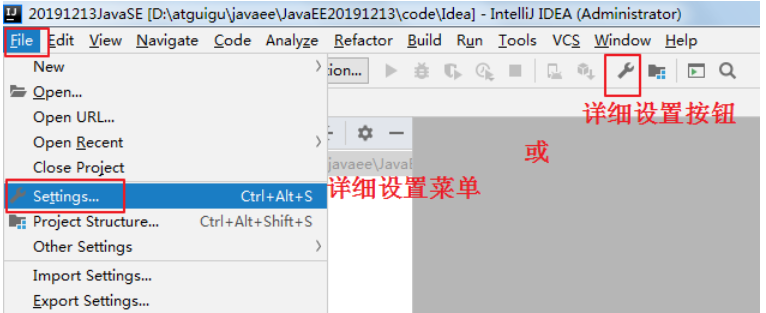 20191213JavaSE [D:\atguigu\javaee\JavaEE20191213\code\Idea] - IntelliJ IDEA (Administrator)
File Edit View Navigate Code Analyze Refactor Build Run Tools VCS Window Help
New
Open...
Open URL...
Open Recent
Close Project
Settings... Ctrl+Alt+S
Project Structure... Ctrl+Alt+Shift+S
Other Settings
Import Settings...
Export Settings...
tion...
详细设置按钮
或
javaee\Java
详细设置菜单